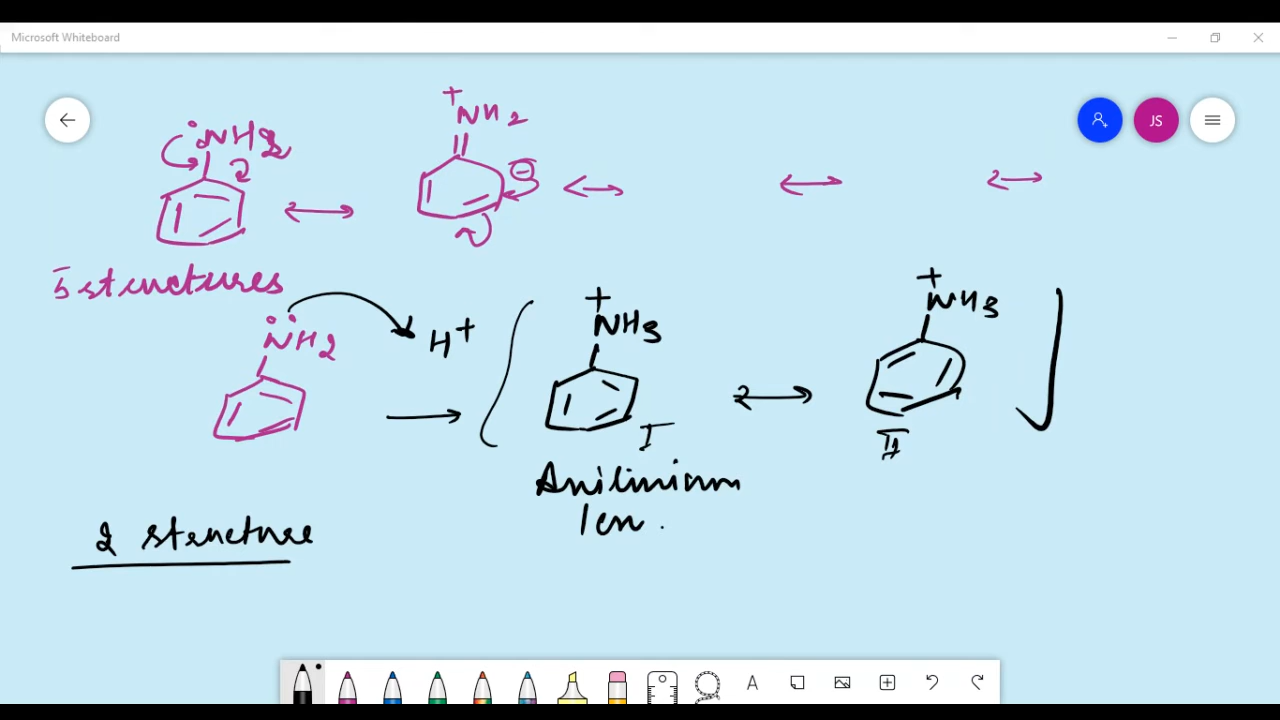 Microsoft Whiteboard
JS
NH2
+
NH2
⊖
5 structures
NH2
H+
+
NH3
I
+
NH3
II
Anilinium
Ion.
2 structure
A